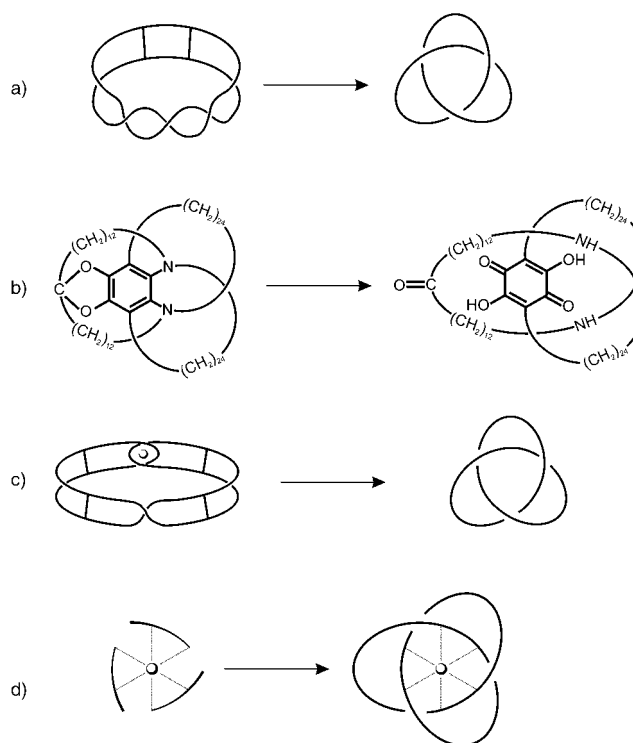 a)
b)
(CH₂)₁₂
(CH₂)₂₄
O
N
C
O
N
(CH₂)₁₂
(CH₂)₂₄
(CH₂)₂₄
(CH₂)₁₂
NH
O
OH
O=C
HO
O
NH
(CH₂)₁₂
(CH₂)₂₄
c)
d)